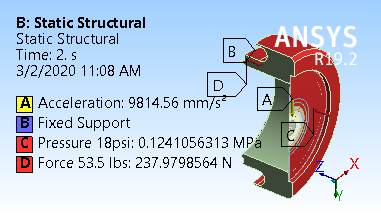 B: Static Structural
Static Structural
Time: 2. s
3/2/2020 11:08 AM
A Acceleration: 9814.56 mm/s²
B Fixed Support
C Pressure 18psi: 0.1241056313 MPa
D Force 53.5 lbs: 237.9798564 N
ANSYS
R19.2
B
D
A
C
Z X
Y